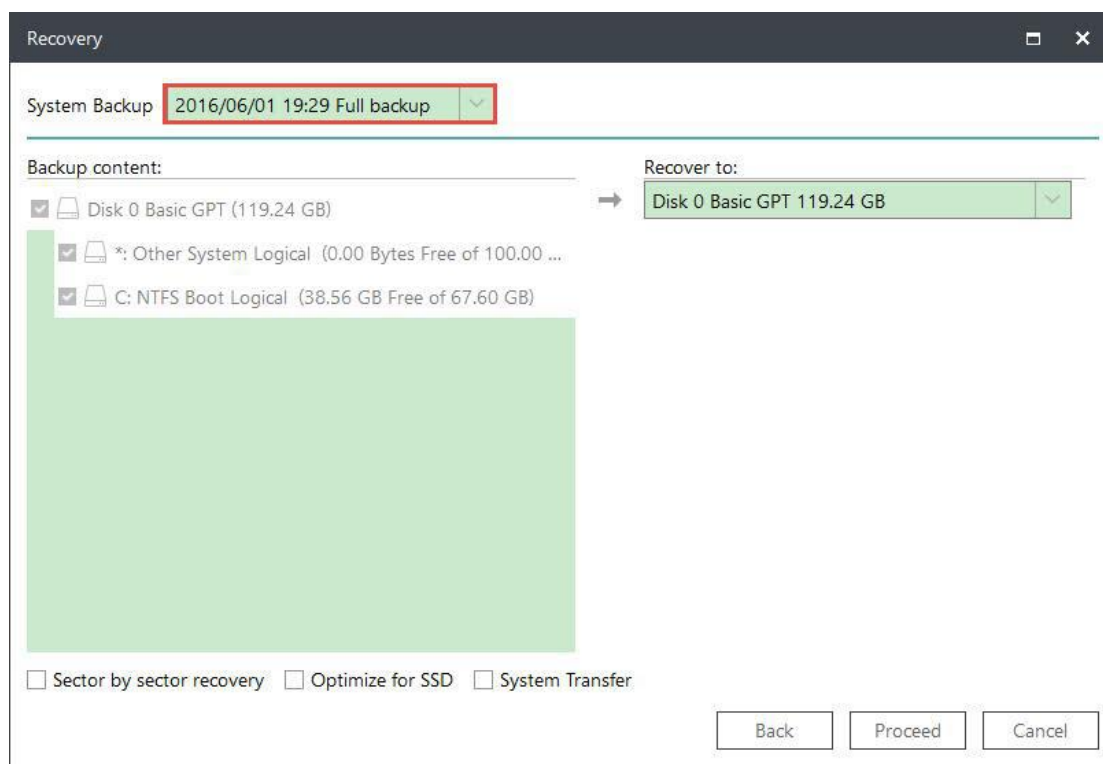 Recovery
System Backup 2016/06/01 19:29 Full backup
Backup content:
Recover to:
Disk 0 Basic GPT (119.24 GB)
Disk 0 Basic GPT 119.24 GB
*: Other System Logical (0.00 Bytes Free of 100.00 ...
C: NTFS Boot Logical (38.56 GB Free of 67.60 GB)
Sector by sector recovery Optimize for SSD System Transfer
Back Proceed Cancel